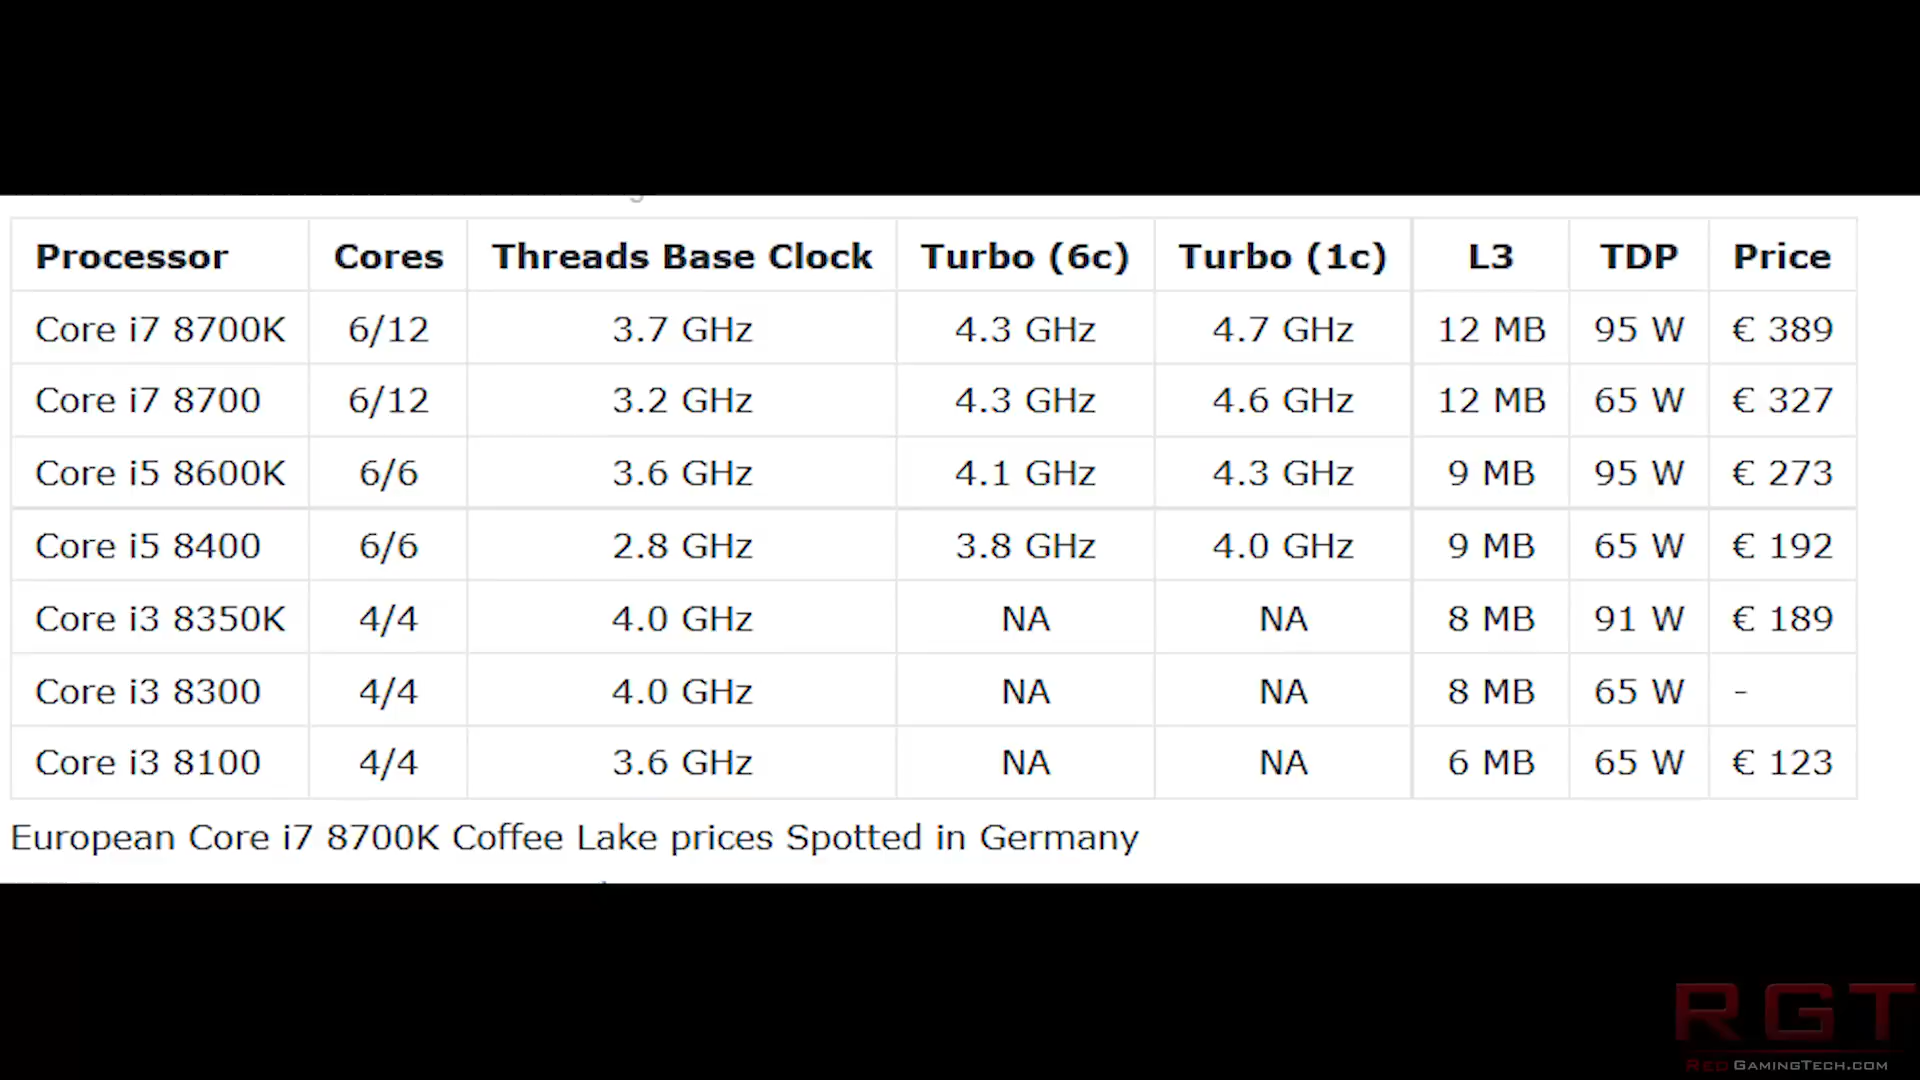 Processor Cores Threads Base Clock Turbo (6c) Turbo (1c) L3 TDP Price
Core i7 8700K 6/12 3.7 GHz 4.3 GHz 4.7 GHz 12 MB 95 W € 389
Core i7 8700 6/12 3.2 GHz 4.3 GHz 4.6 GHz 12 MB 65 W € 327
Core i5 8600K 6/6 3.6 GHz 4.1 GHz 4.3 GHz 9 MB 95 W € 273
Core i5 8400 6/6 2.8 GHz 3.8 GHz 4.0 GHz 9 MB 65 W € 192
Core i3 8350K 4/4 4.0 GHz NA NA 8 MB 91 W € 189
Core i3 8300 4/4 4.0 GHz NA NA 8 MB 65 W -
Core i3 8100 4/4 3.6 GHz NA NA 6 MB 65 W € 123
European Core i7 8700K Coffee Lake prices Spotted in Germany
RGT
REDGAMINGTECH.COM